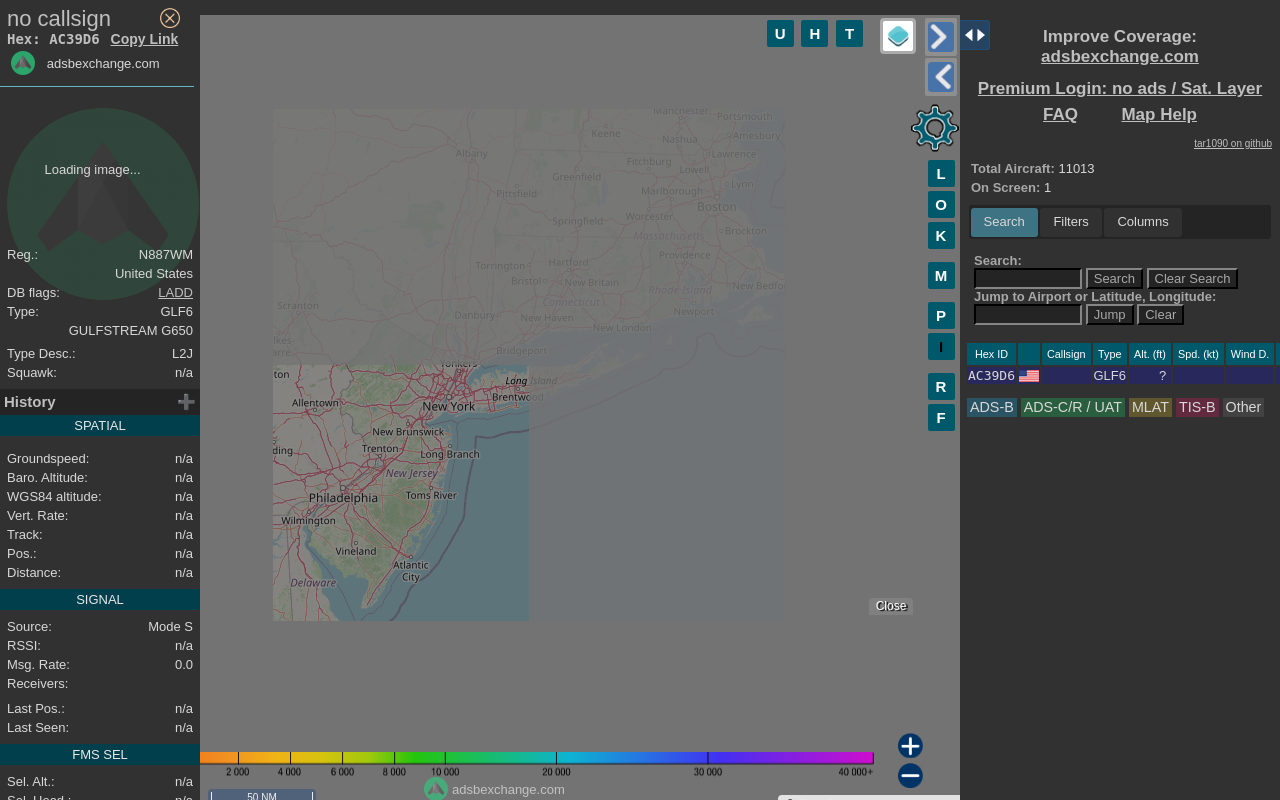 no callsign
Hex: AC39D6 Copy Link
adsbexchange.com
Loading image...
Reg.: N887WM
United States
DB flags: LADD
Type: GLF6
GULFSTREAM G650
Type Desc.: L2J
Squawk: n/a
History
SPATIAL
Groundspeed: n/a
Baro. Altitude: n/a
WGS84 altitude: n/a
Vert. Rate: n/a
Track: n/a
Pos.: n/a
Distance: n/a
SIGNAL
Source: Mode S
RSSI: n/a
Msg. Rate: 0.0
Receivers:
Last Pos.: n/a
Last Seen: n/a
FMS SEL
Sel. Alt.: n/a
U H T
L
O
K
M
P
I
R
F
Manchester
Portsmouth
Keene
Nashua
Amesbury
Albany
Fitchburg
Lawrence
Lowell
Greenfield
Lynn
Pittsfield
Marlborough
Boston
Worcester
Springfield
Massachusetts
Brockton
Providence
Torrington
Hartford
Bristol
New Britain
Rhode Island
New Bedfo
Scranton
Connecticut
Danbury
New Haven
Newport
New London
Bridgeport
Yonkers
Long Island
Allentown
New York
Brentwood
New Brunswick
Trenton
Long Branch
New Jersey
Philadelphia
Toms River
Wilmington
Vineland
Atlantic
City
Delaware
Close
2 000 4 000 6 000 8 000 10 000 20 000 30 000 40 000+
adsbexchange.com
50 NM
Improve Coverage:
adsbexchange.com
Premium Login: no ads / Sat. Layer
FAQ Map Help
tar1090 on github
Total Aircraft: 11013
On Screen: 1
Search Filters Columns
Search:
Search Clear Search
Jump to Airport or Latitude, Longitude:
Jump Clear
Hex ID Callsign Type Alt. (ft) Spd. (kt) Wind D.
AC39D6 GLF6 ?
ADS-B ADS-C/R / UAT MLAT TIS-B Other